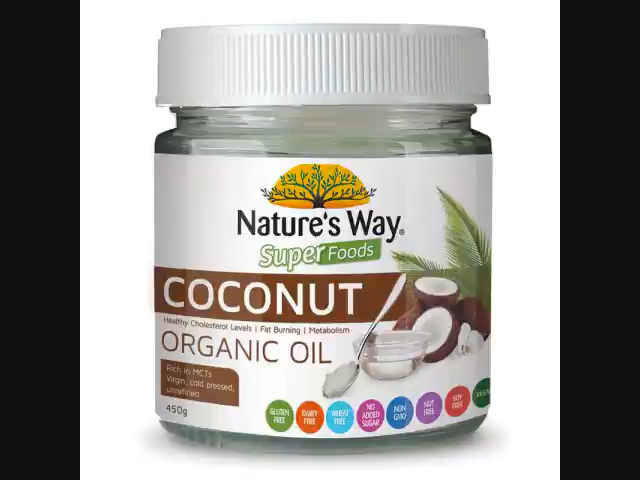 Nature's Way®
Super Foods
COCONUT
Healthy Cholesterol Levels | Fat Burning | Metabolism
ORGANIC OIL
Rich in MCTs
Virgin, cold pressed,
unrefined
450g
GLUTEN FREE
DAIRY FREE
WHEAT FREE
NO ADDED SUGAR
NON-GMO
NUT FREE
SOY FREE